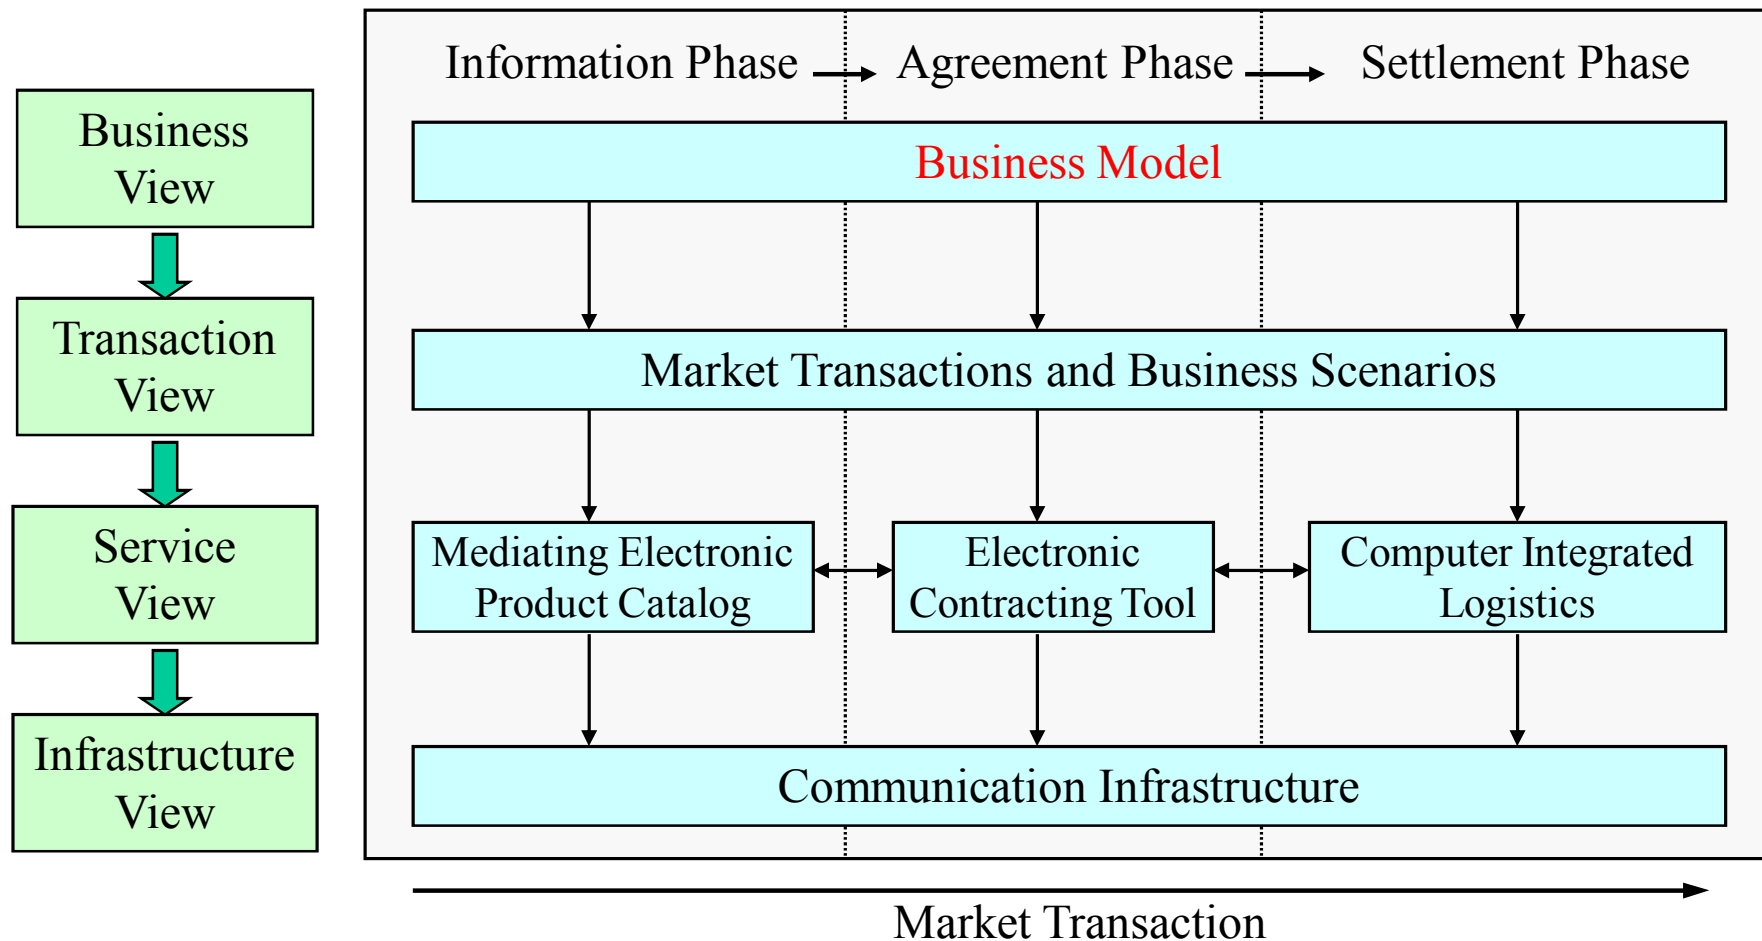 Information Phase
Agreement Phase
Settlement Phase
Business
View
Business Model
Transaction
View
Market Transactions and Business Scenarios
Service
View
Mediating Electronic
Product Catalog
Electronic
Contracting Tool
Computer Integrated
Logistics
Infrastructure
View
Communication Infrastructure
Market Transaction